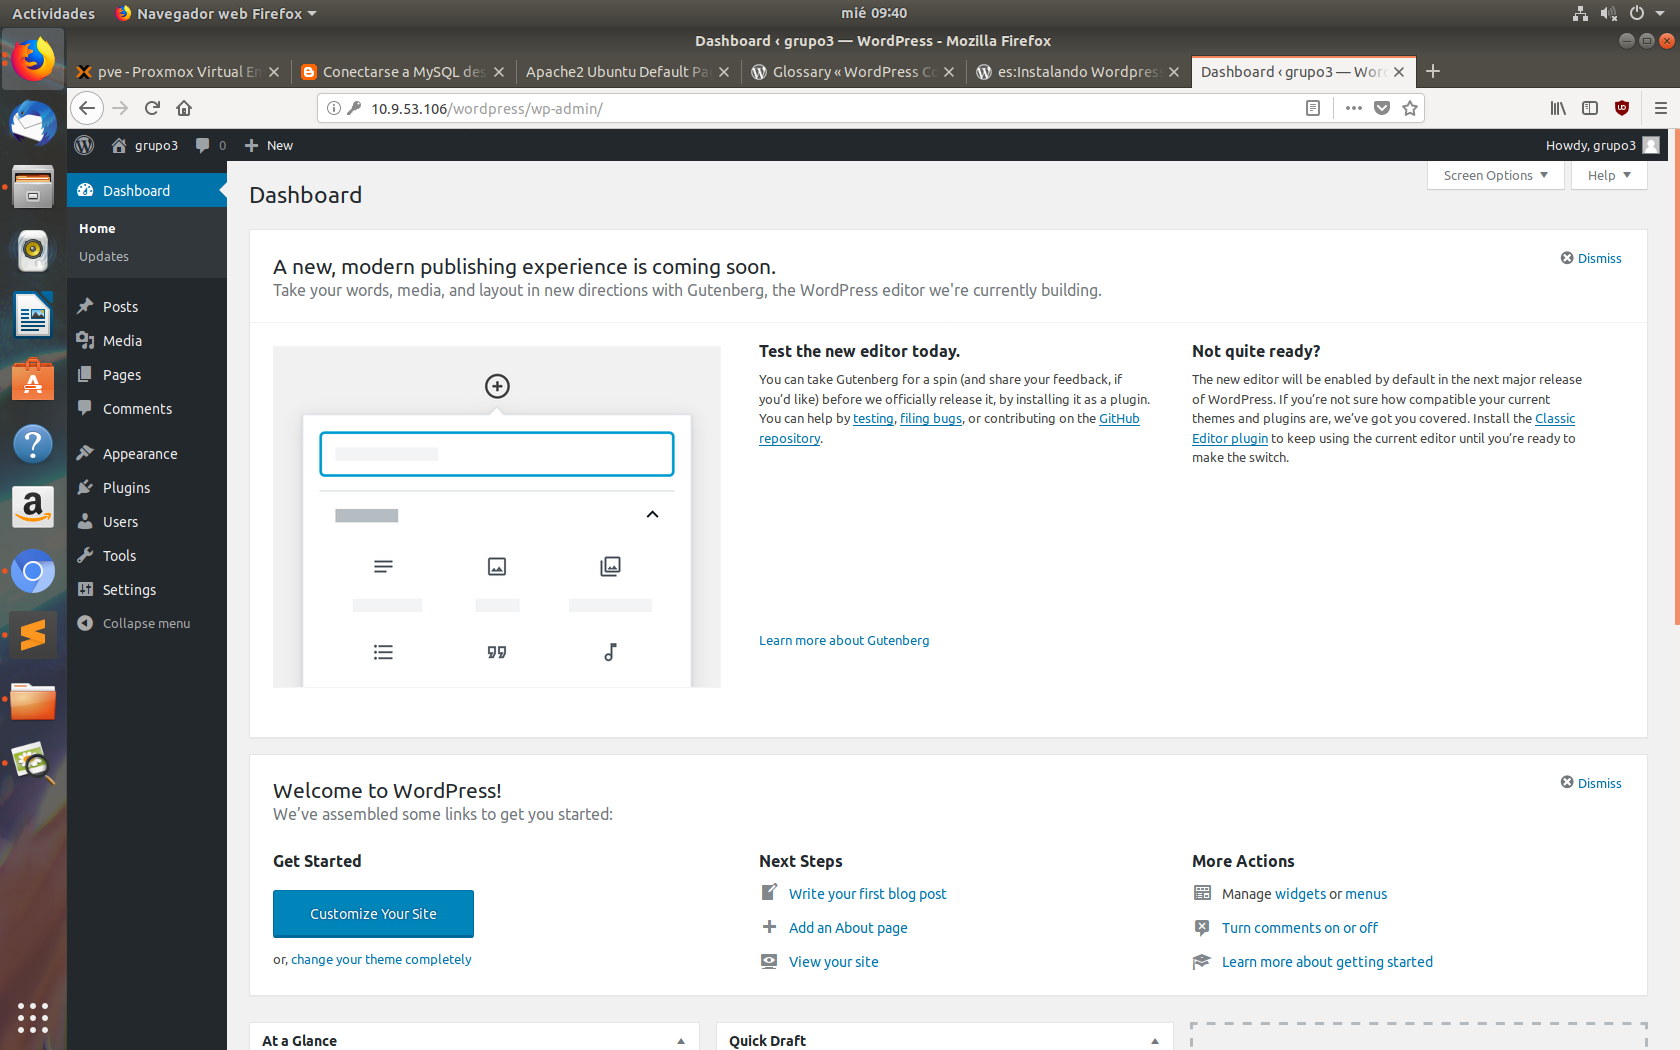 Actividades
Navegador web Firefox
mié 09:40
Dashboard ‹ grupo3 — WordPress - Mozilla Firefox
pve - Proxmox Virtual En
Conectarse a MySQL des
Apache2 Ubuntu Default Pa
Glossary « WordPress Co
es:Instalando Wordpress
Dashboard ‹ grupo3 — Word
10.9.53.106/wordpress/wp-admin/
grupo3
0
New
Howdy, grupo3
Dashboard
Home
Updates
Posts
Media
Pages
Comments
Appearance
Plugins
Users
Tools
Settings
Collapse menu
Dashboard
Screen Options
Help
A new, modern publishing experience is coming soon.
Take your words, media, and layout in new directions with Gutenberg, the WordPress editor we're currently building.
Dismiss
Test the new editor today.
You can take Gutenberg for a spin (and share your feedback, if
you’d like) before we officially release it, by installing it as a plugin.
You can help by testing, filing bugs, or contributing on the GitHub
repository.
Learn more about Gutenberg
Not quite ready?
The new editor will be enabled by default in the next major release
of WordPress. If you’re not sure how compatible your current
themes and plugins are, we’ve got you covered. Install the Classic
Editor plugin to keep using the current editor until you’re ready to
make the switch.
Welcome to WordPress!
We’ve assembled some links to get you started:
Dismiss
Get Started
Customize Your Site
or, change your theme completely
Next Steps
Write your first blog post
Add an About page
View your site
More Actions
Manage widgets or menus
Turn comments on or off
Learn more about getting started
At a Glance
Quick Draft